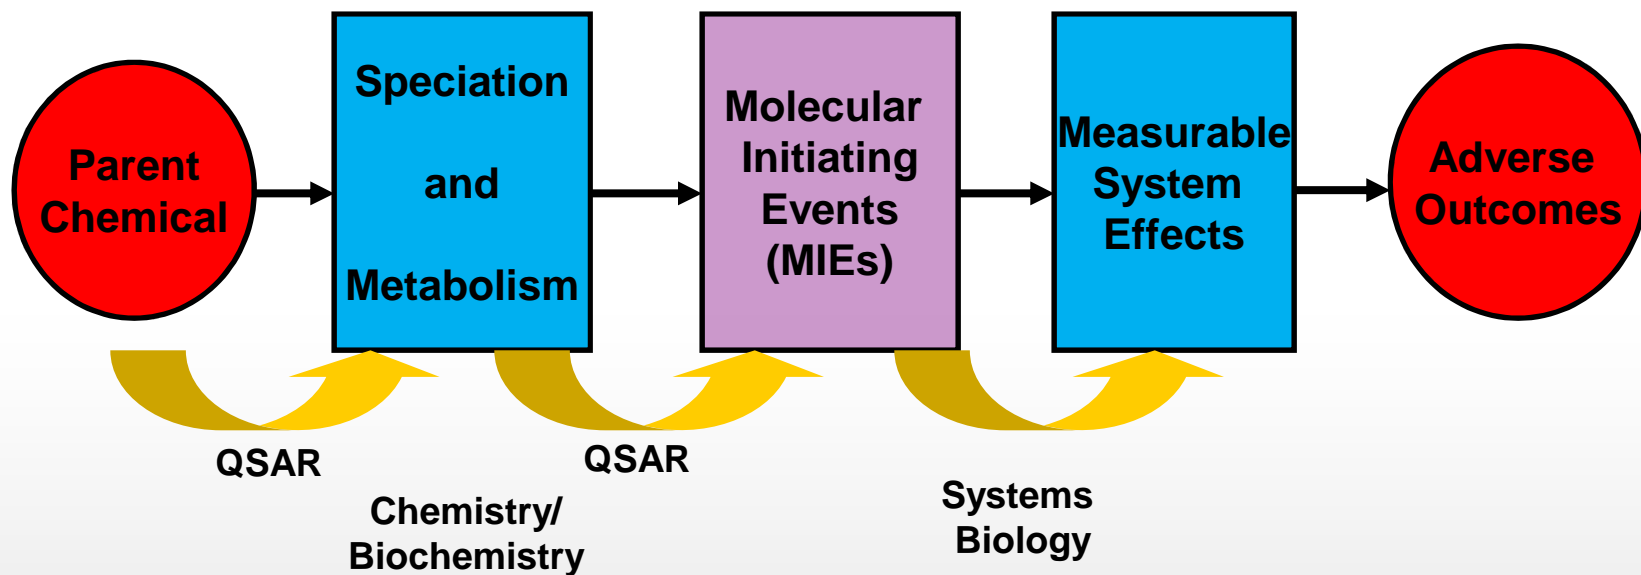 Parent
Chemical
Speciation
and
Metabolism
Molecular
Initiating
Events
(MIEs)
Measurable
System
Effects
Adverse
Outcomes
QSAR
QSAR
Chemistry/
Biochemistry
Systems
Biology